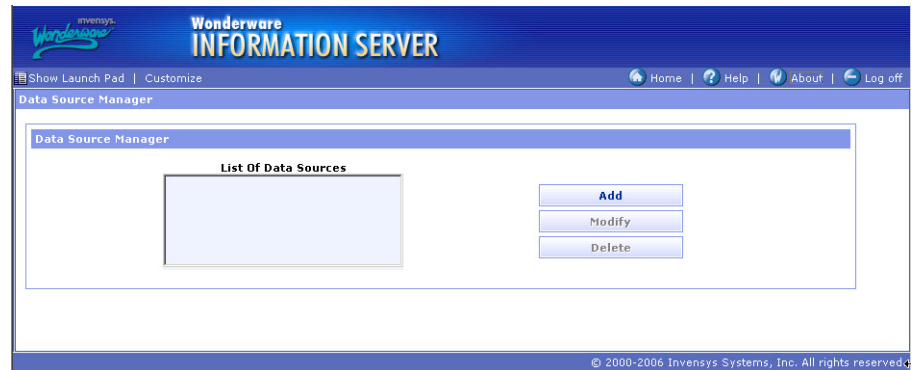 invensys.
Wonderware
Wonderware
INFORMATION SERVER
Show Launch Pad | Customize
Home | Help | About | Log off
Data Source Manager
Data Source Manager
List Of Data Sources
Add
Modify
Delete
© 2000-2006 Invensys Systems, Inc. All rights reserved